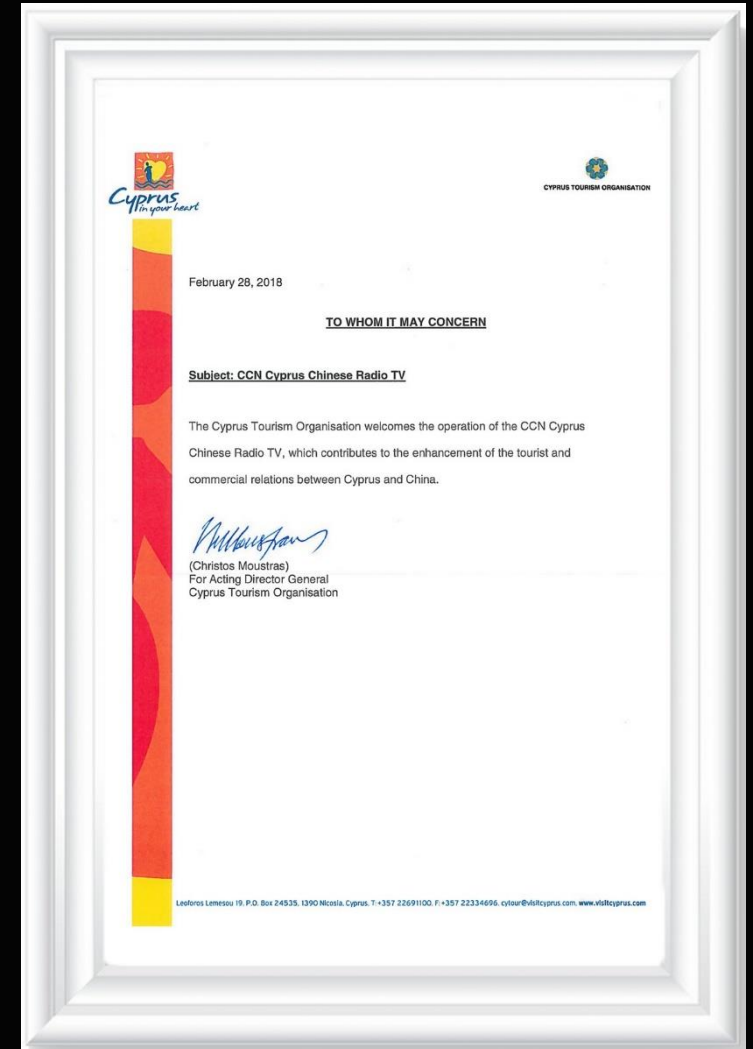 Cyprus
in your heart
CYPRUS TOURISM ORGANISATION
February 28, 2018
TO WHOM IT MAY CONCERN
Subject: CCN Cyprus Chinese Radio TV
The Cyprus Tourism Organisation welcomes the operation of the CCN Cyprus
Chinese Radio TV, which contributes to the enhancement of the tourist and
commercial relations between Cyprus and China.
(Christos Moustras)
For Acting Director General
Cyprus Tourism Organisation
Leoforos Lemesou 19, P.O. Box 24535, 1390 Nicosia, Cyprus. T:+357 22691100. F:+357 22334696. cytour@visitcyprus.com, www.visitcyprus.com